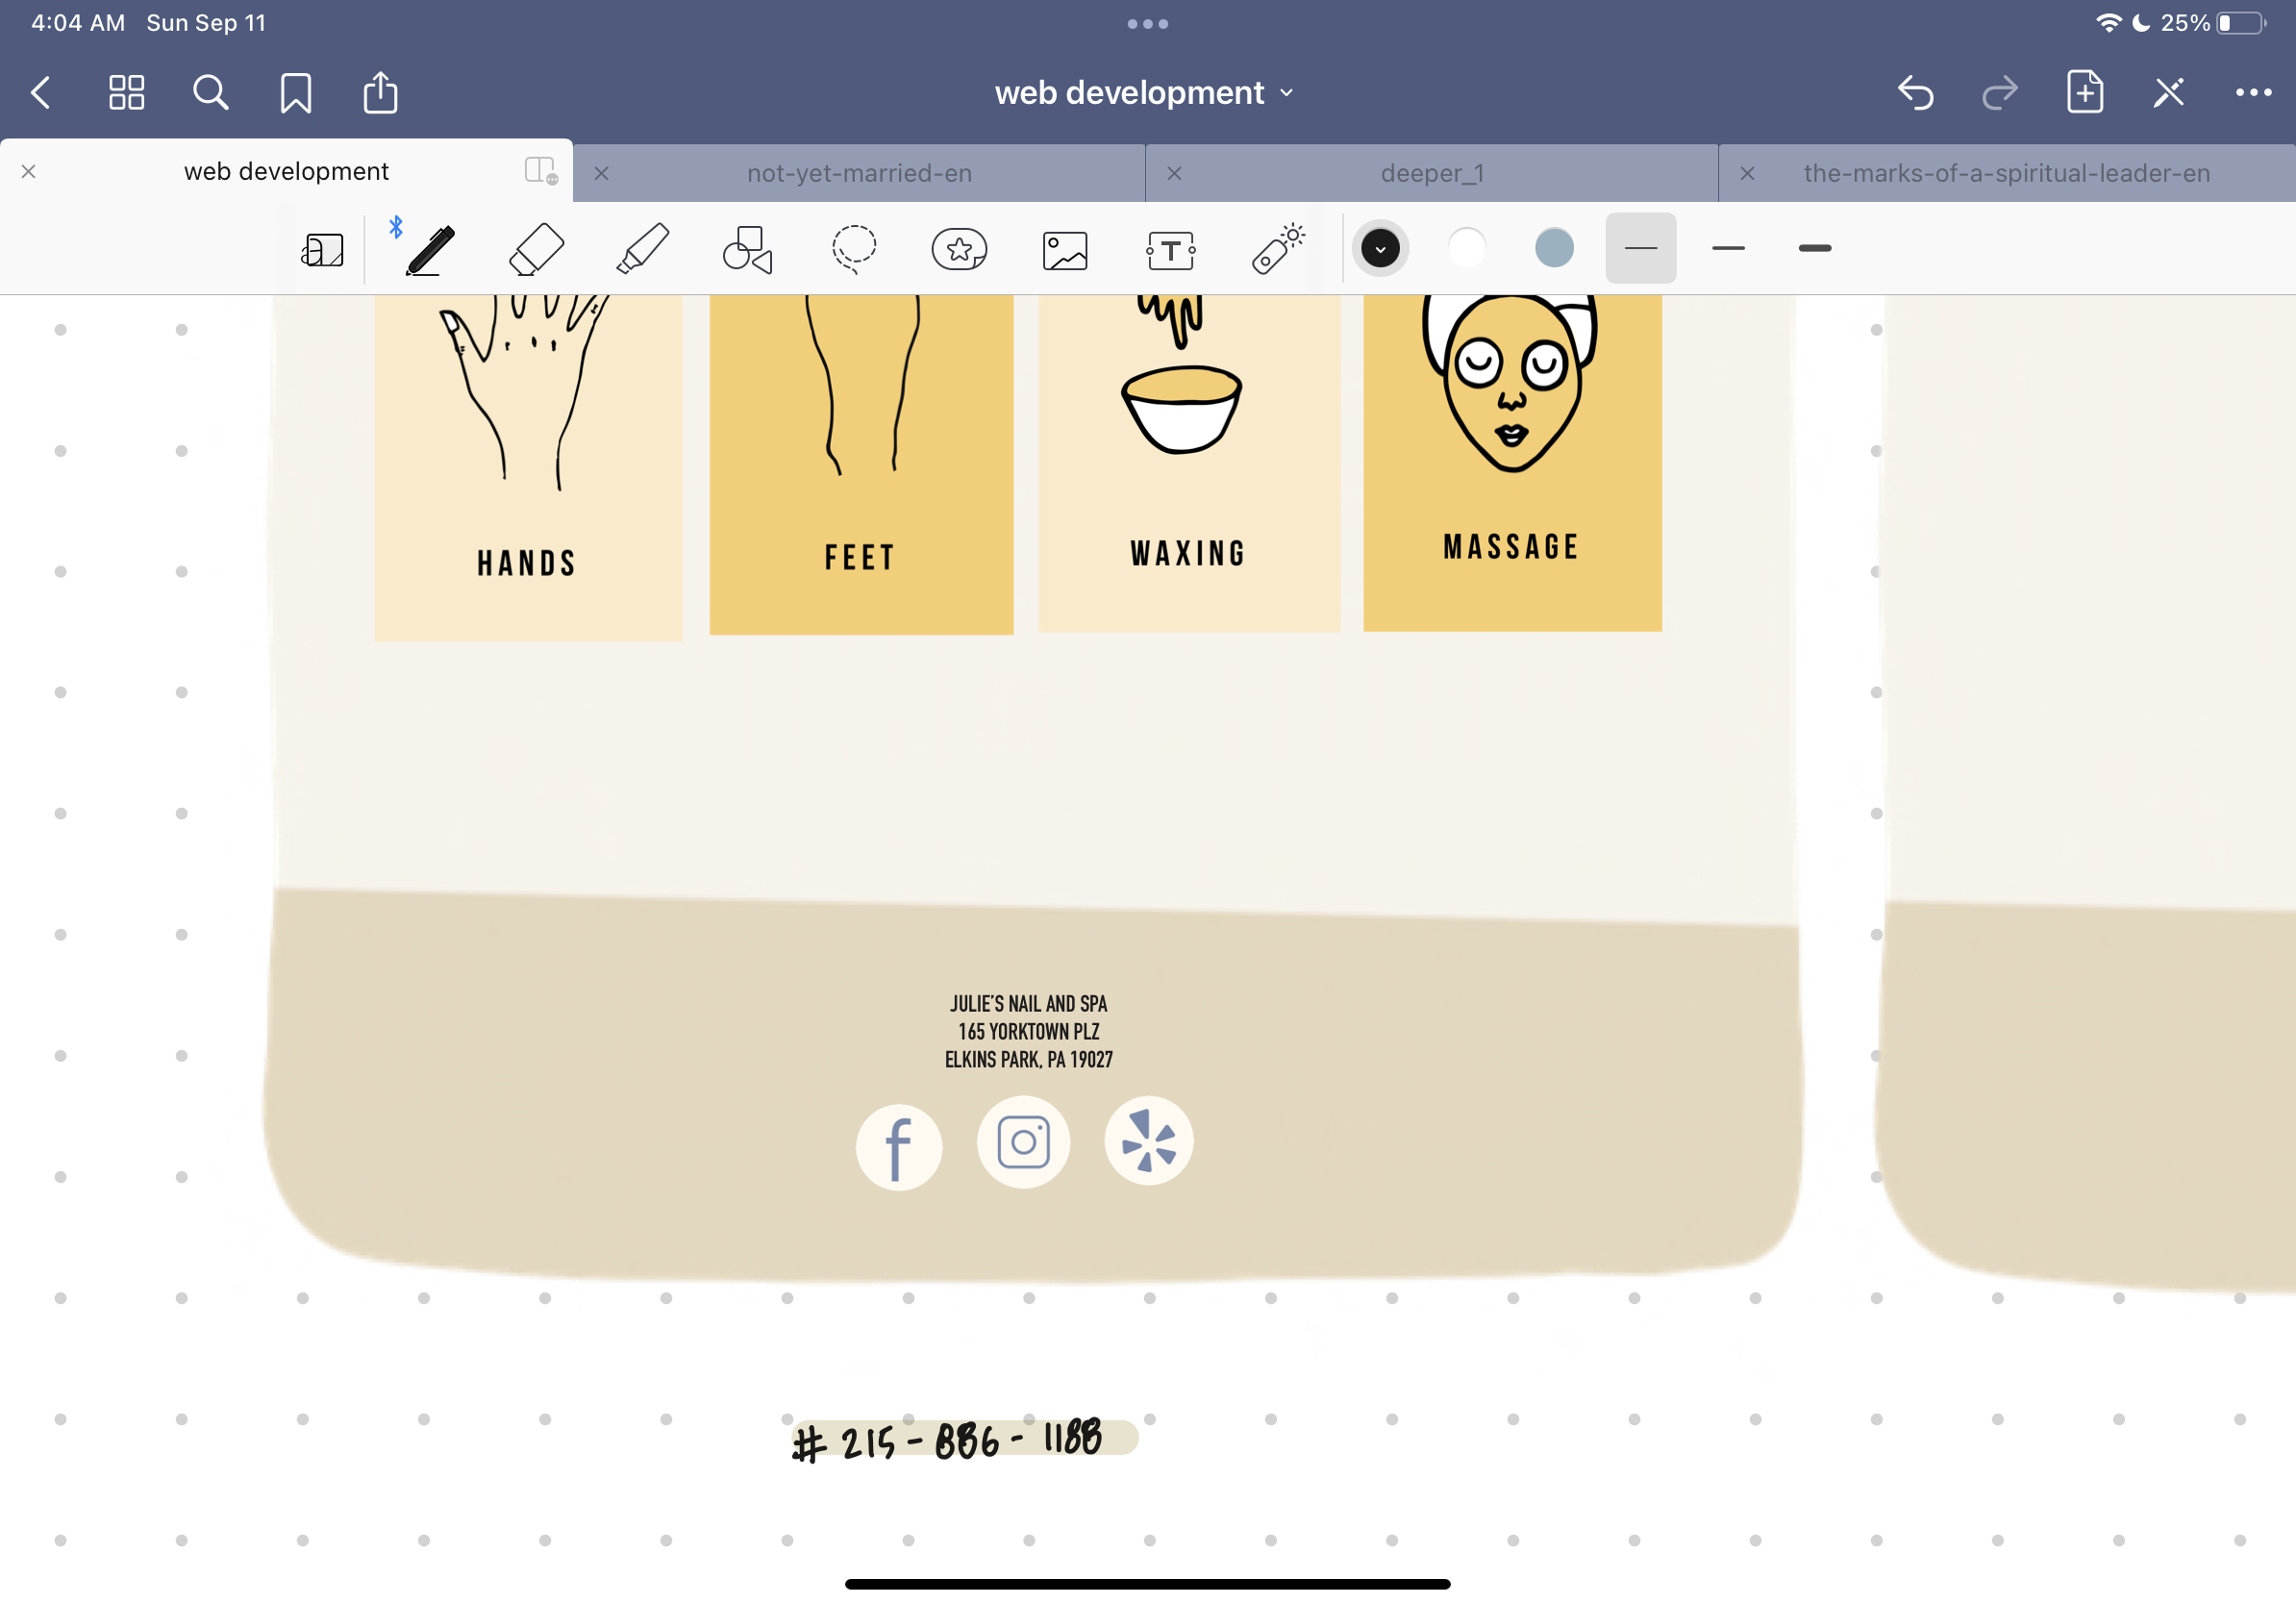 4:04 AM Sun Sep 11
25%
web development
web development
not-yet-married-en
deeper_1
the-marks-of-a-spiritual-leader-en
HANDS
FEET
WAXING
MASSAGE
JULIE'S NAIL AND SPA
165 YORKTOWN PLZ
ELKINS PARK, PA 19027
# 215-886-1188